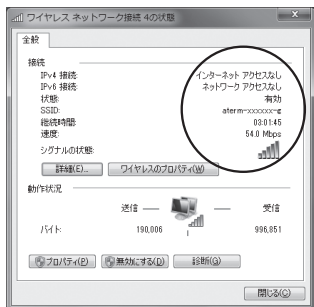 ワイヤレス ネットワーク接続 4の状態
全般
接続
IPv4 接続: インターネット アクセスなし
IPv6 接続: ネットワーク アクセスなし
状態: 有効
SSID: aterm-xxxxxx-g
継続時間: 03:01:45
速度: 54.0 Mbps
シグナルの状態:
詳細(E)... ワイヤレスのプロパティ(W)
動作状況
送信 受信
バイト: 190,006 996,851
プロパティ(P) 無効にする(D) 診断(G)
閉じる(C)